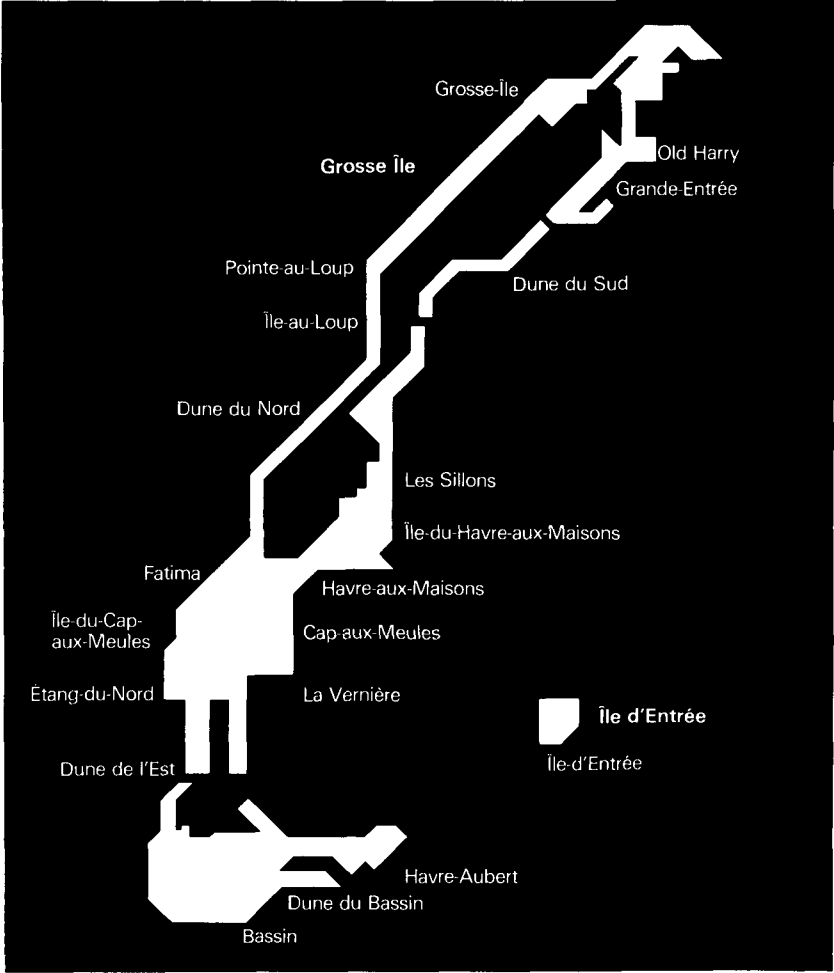 Grosse-Île
Old Harry
Grosse Île
Grande-Entrée
Pointe-au-Loup
Dune du Sud
Île-au-Loup
Dune du Nord
Les Sillons
Île-du-Havre-aux-Maisons
Fatima
Havre-aux-Maisons
Île-du-Cap-
aux-Meules
Cap-aux-Meules
Étang-du-Nord
La Vernière
Île d'Entrée
Île-d'Entrée
Dune de l'Est
Havre-Aubert
Dune du Bassin
Bassin